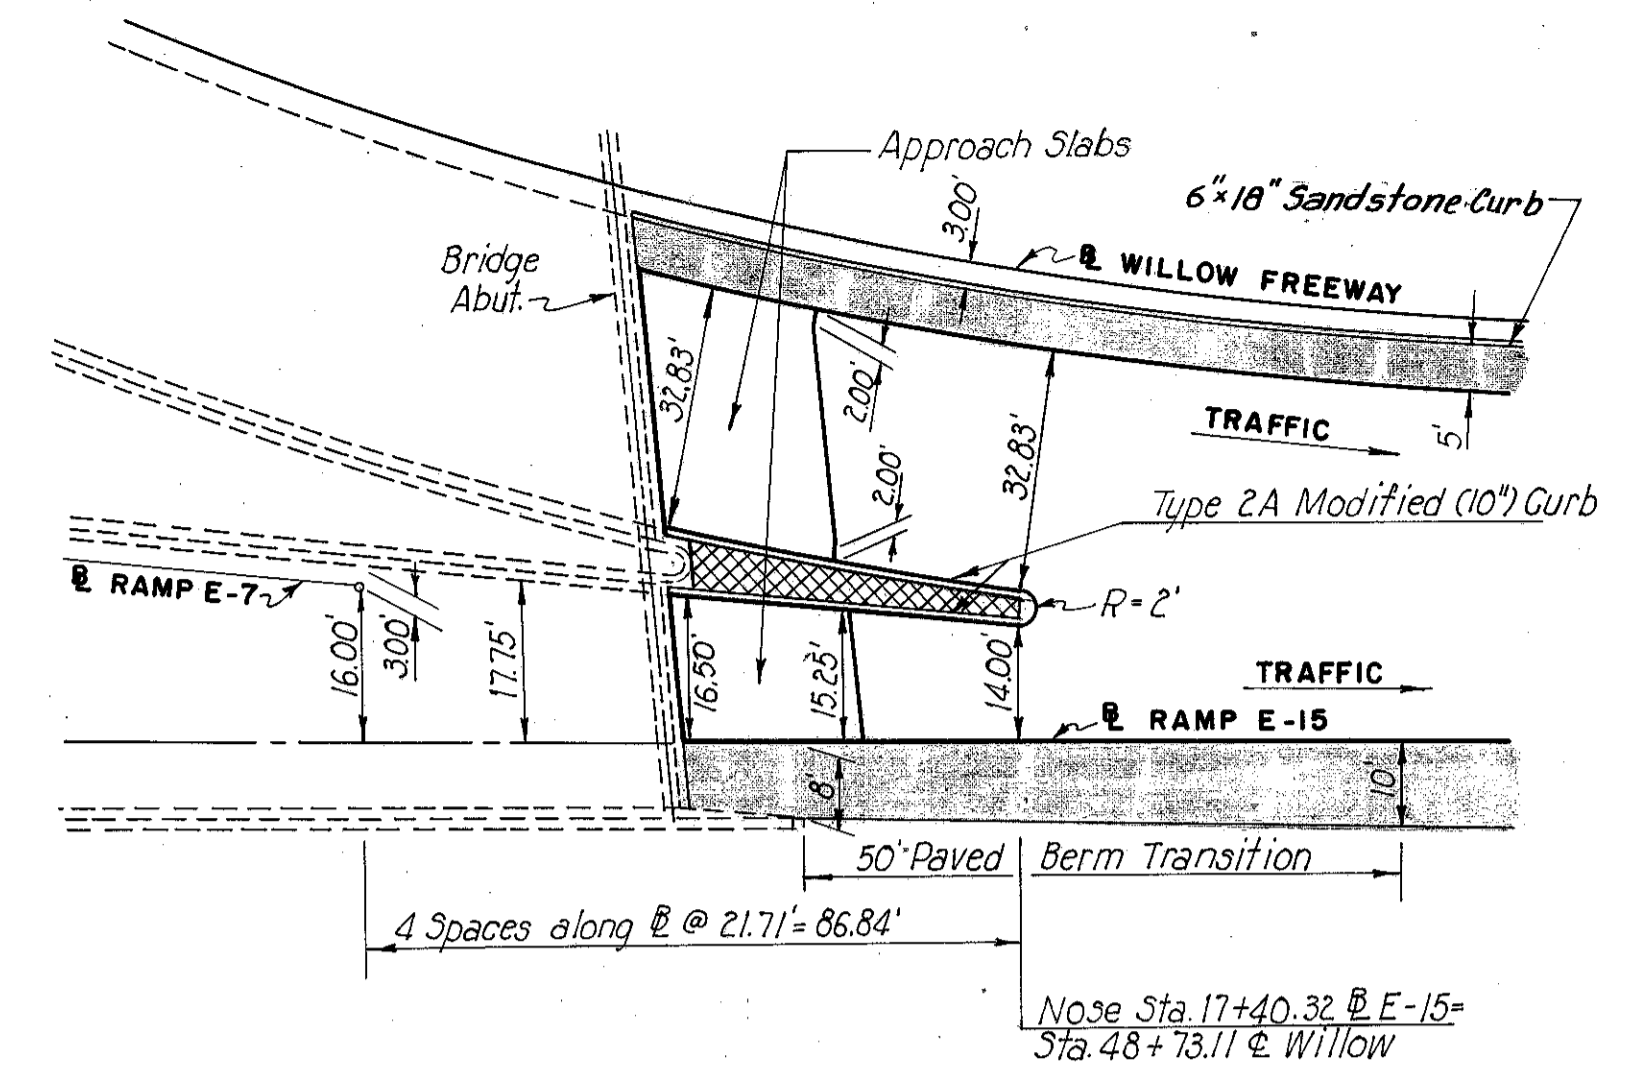 Approach Slabs
3.00'
6"x18" Sandstone Curb
Bridge
Abut.
℄ WILLOW FREEWAY
32.83'
2.00'
2.00'
32.83'
TRAFFIC
5'
Type 2A Modified (10") Curb
℄ RAMP E-7
16.00'
3.00'
17.75'
16.50'
15.25'
14.00'
R=2'
TRAFFIC
℄ RAMP E-15
8'
10'
50' Paved Berm Transition
4 Spaces along ℄ @ 21.71'= 86.84'
Nose Sta. 17+40.32 ℄ E-15=
Sta. 48+73.11 ℄ Willow